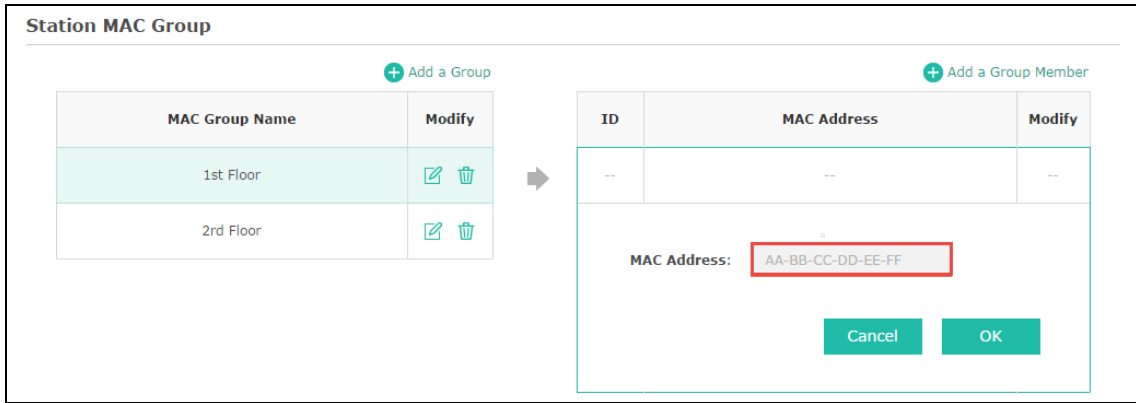 Station MAC Group
Add a Group
Add a Group Member
MAC Group Name Modify
ID MAC Address Modify
1st Floor
-- -- --
2rd Floor
MAC Address: AA-BB-CC-DD-EE-FF
Cancel OK